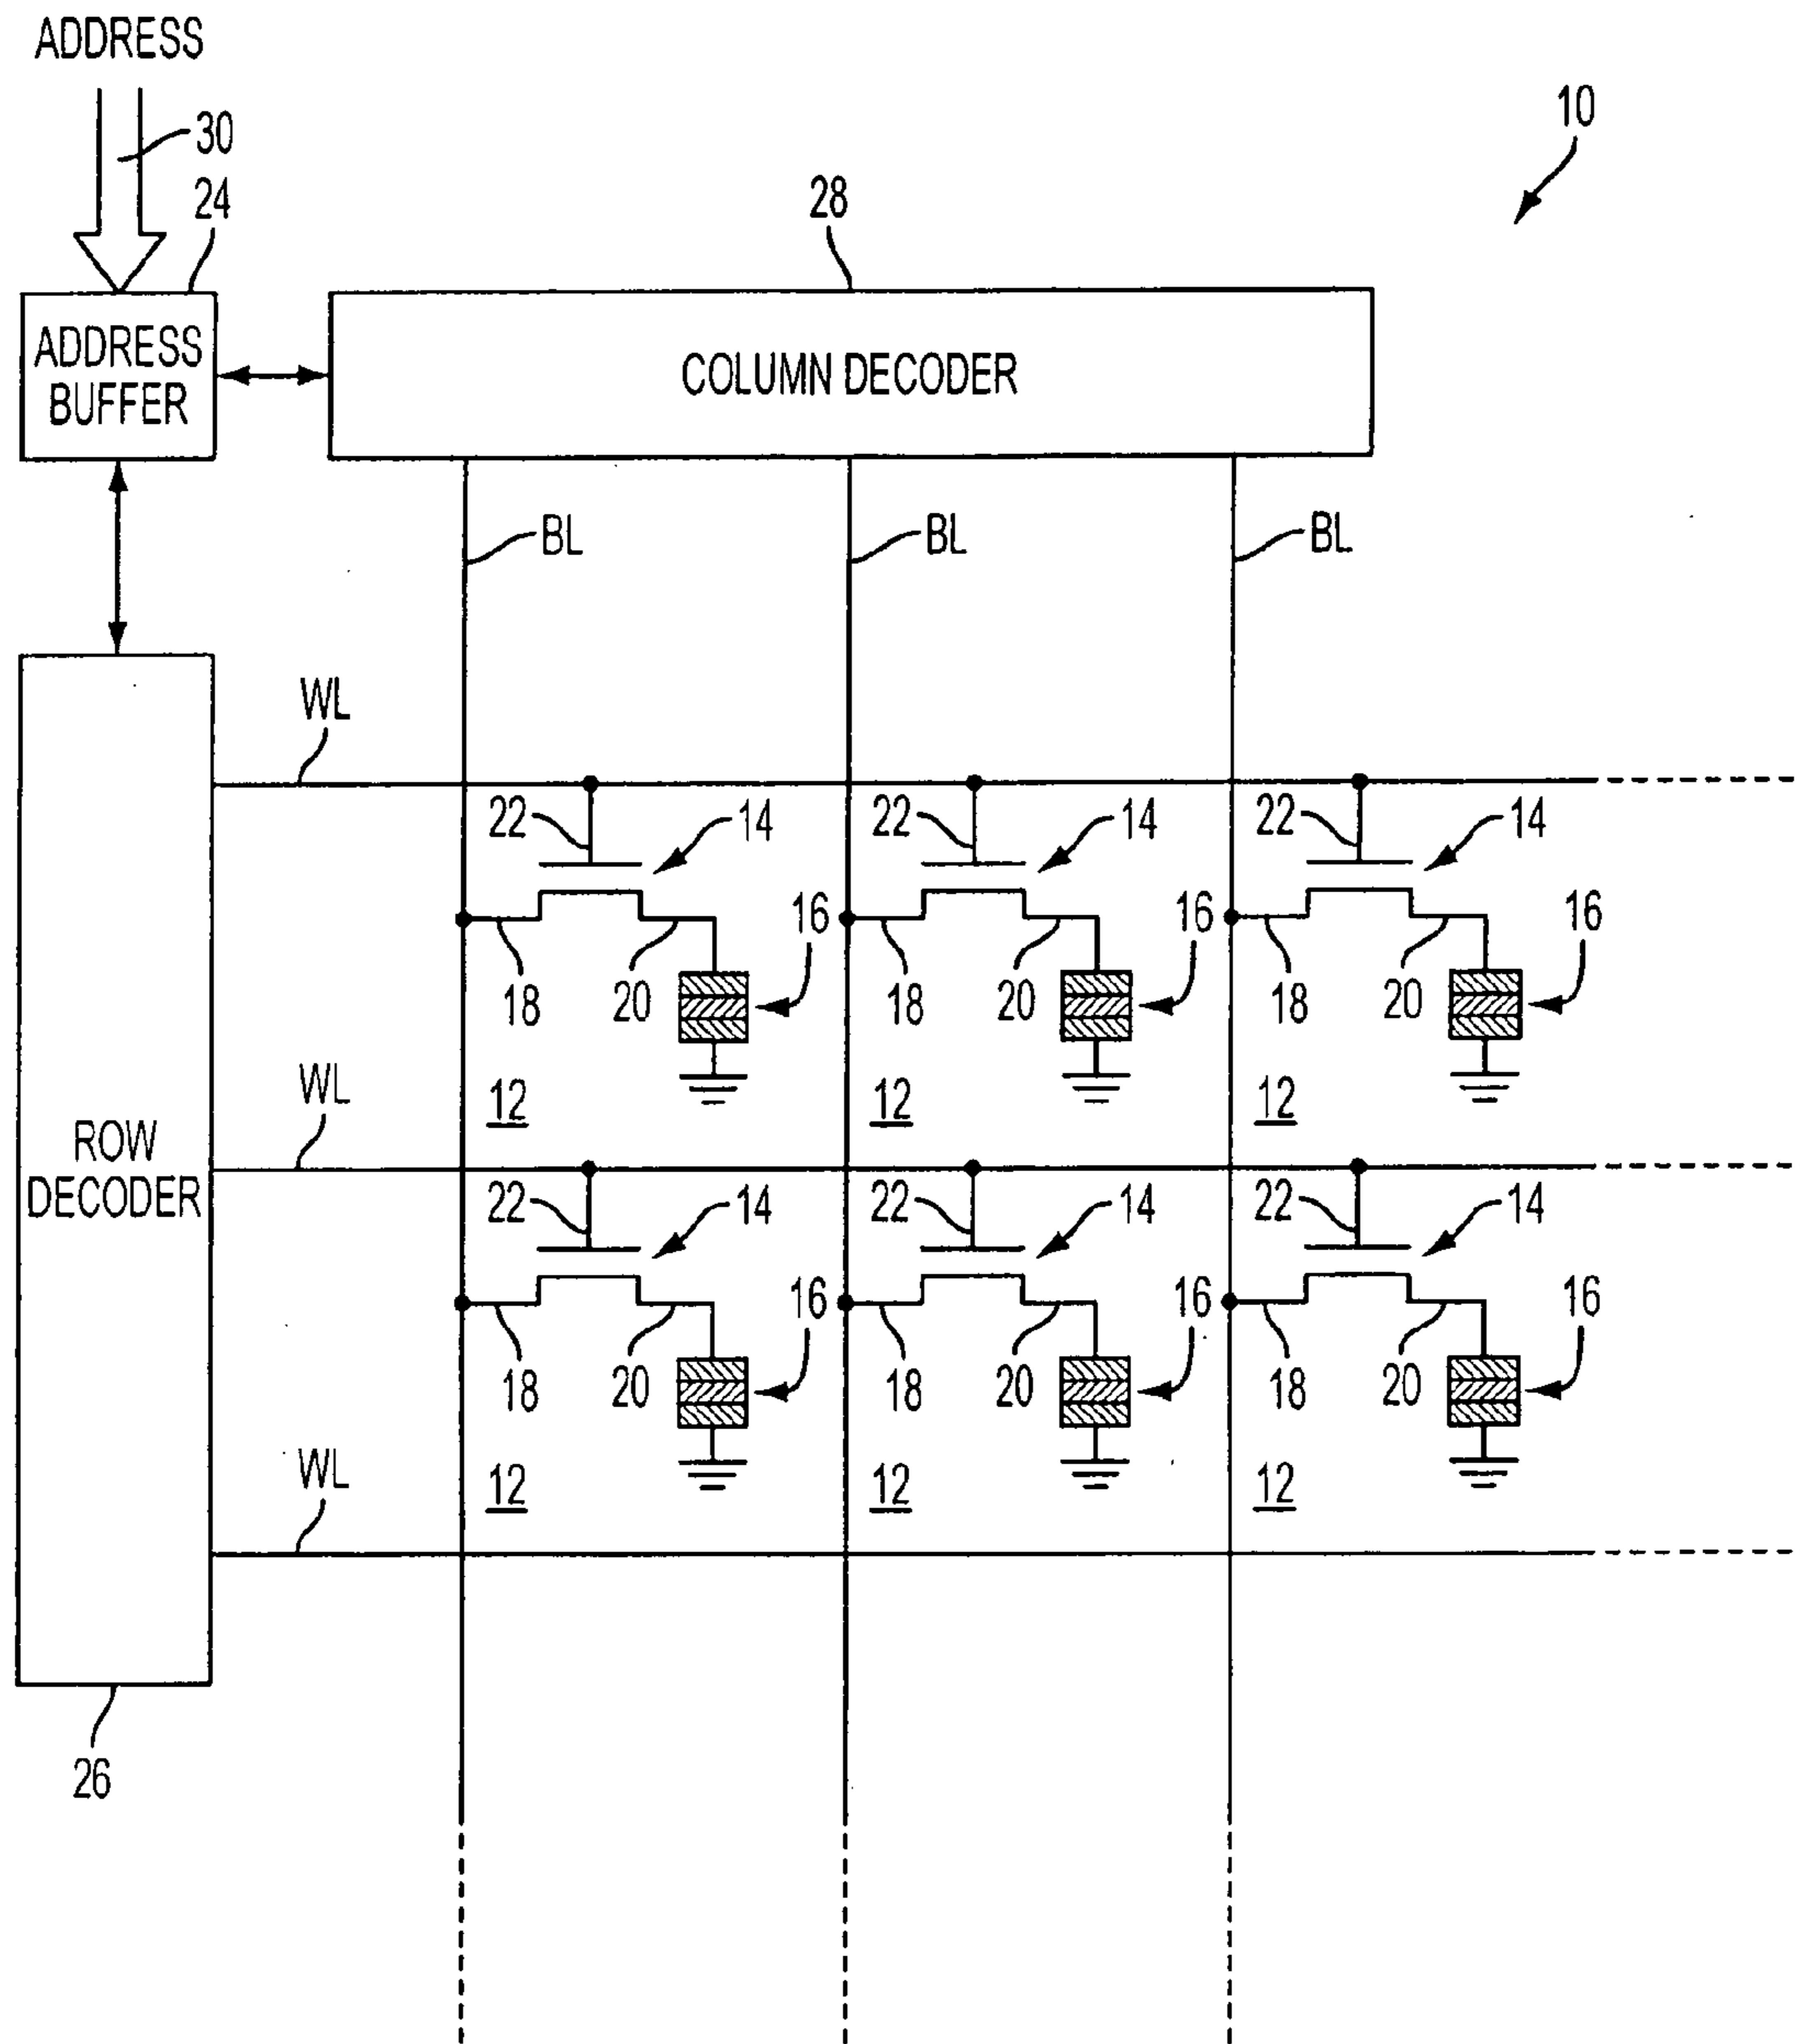 ADDRESS
30
10
24
28
ADDRESS
BUFFER
COLUMN DECODER
BL BL BL
WL
22 14 22 14 22 14
16 16 16
18 20 18 20 18 20
12 12 12
WL
ROW
DECODER
22 14 22 14 22 14
16 16 16
18 20 18 20 18 20
12 12 12
WL
26